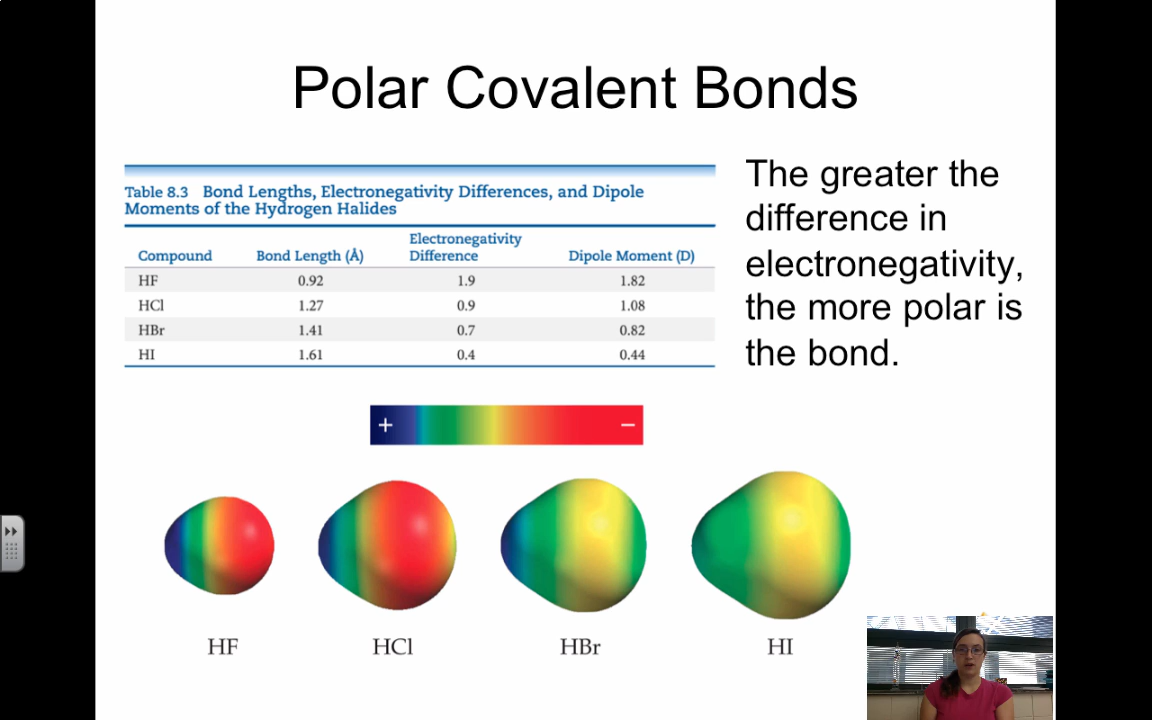 Polar Covalent Bonds
Table 8.3 Bond Lengths, Electronegativity Differences, and Dipole
Moments of the Hydrogen Halides
Compound Bond Length (Å) Electronegativity Difference Dipole Moment (D)
HF 0.92 1.9 1.82
HCl 1.27 0.9 1.08
HBr 1.41 0.7 0.82
HI 1.61 0.4 0.44
The greater the
difference in
electronegativity,
the more polar is
the bond.
+ −
HF HCl HBr HI